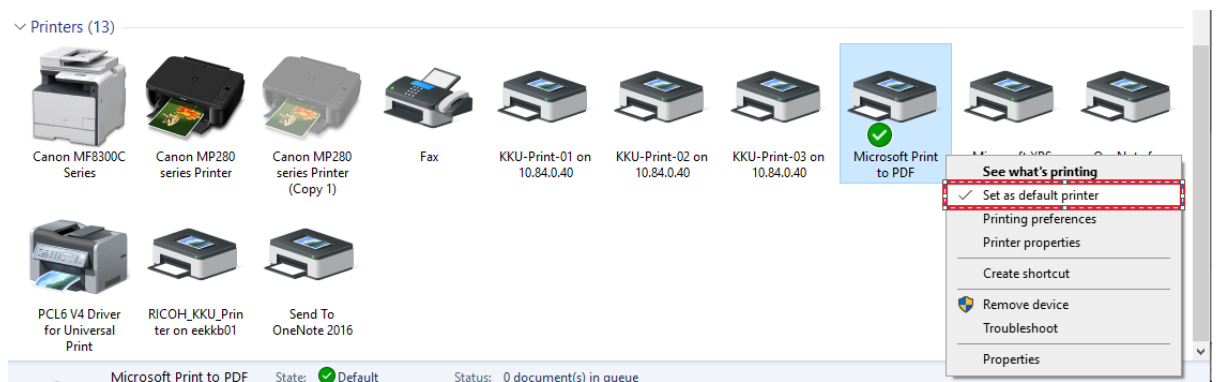 Printers (13)
Canon MF8300C
Series
Canon MP280
series Printer
Canon MP280
series Printer
(Copy 1)
Fax
KKU-Print-01 on
10.84.0.40
KKU-Print-02 on
10.84.0.40
KKU-Print-03 on
10.84.0.40
Microsoft Print
to PDF
See what's printing
Set as default printer
Printing preferences
Printer properties
Create shortcut
Remove device
Troubleshoot
Properties
PCL6 V4 Driver
for Universal
Print
RICOH_KKU_Prin
ter on eekkb01
Send To
OneNote 2016
Microsoft Print to PDF State: Default Status: 0 document(s) in queue